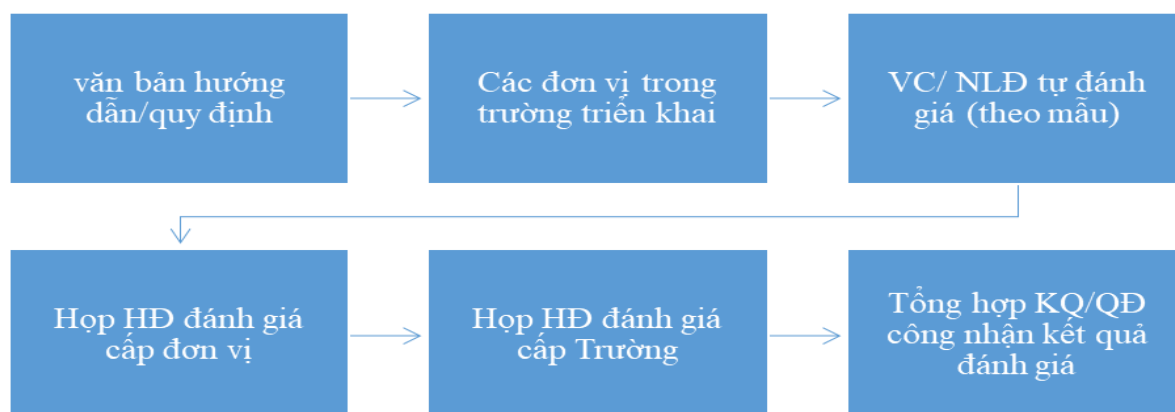 văn bản hướng
dẫn/quy định
Các đơn vị trong
trường triển khai
VC/ NLĐ tự đánh
giá (theo mẫu)
Họp HĐ đánh giá
cấp đơn vị
Họp HĐ đánh giá
cấp Trường
Tổng hợp KQ/QĐ
công nhận kết quả
đánh giá